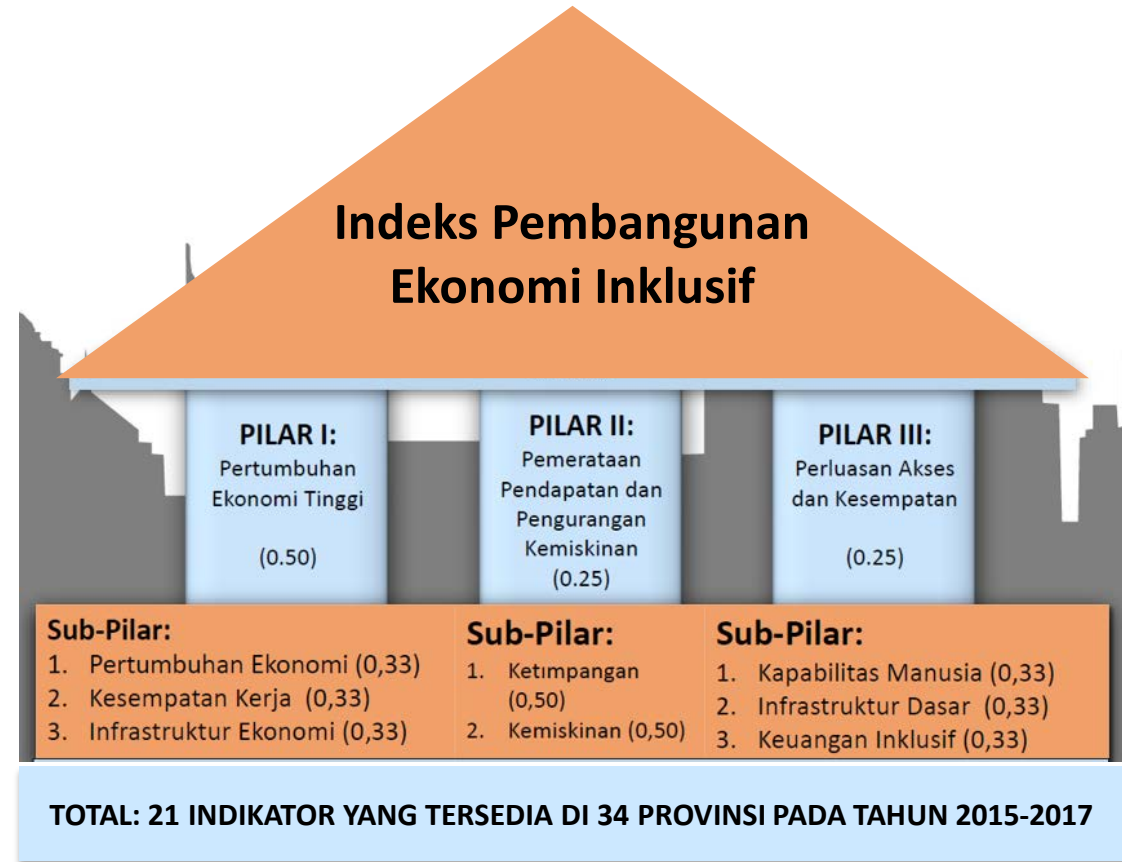 Indeks Pembangunan
Ekonomi Inklusif
PILAR I:
Pertumbuhan
Ekonomi Tinggi
(0.50)
PILAR II:
Pemerataan
Pendapatan dan
Pengurangan
Kemiskinan
(0.25)
PILAR III:
Perluasan Akses
dan Kesempatan
(0.25)
Sub-Pilar:
1. Pertumbuhan Ekonomi (0,33)
2. Kesempatan Kerja (0,33)
3. Infrastruktur Ekonomi (0,33)
Sub-Pilar:
1. Ketimpangan
(0,50)
2. Kemiskinan (0,50)
Sub-Pilar:
1. Kapabilitas Manusia (0,33)
2. Infrastruktur Dasar (0,33)
3. Keuangan Inklusif (0,33)
TOTAL: 21 INDIKATOR YANG TERSEDIA DI 34 PROVINSI PADA TAHUN 2015-2017